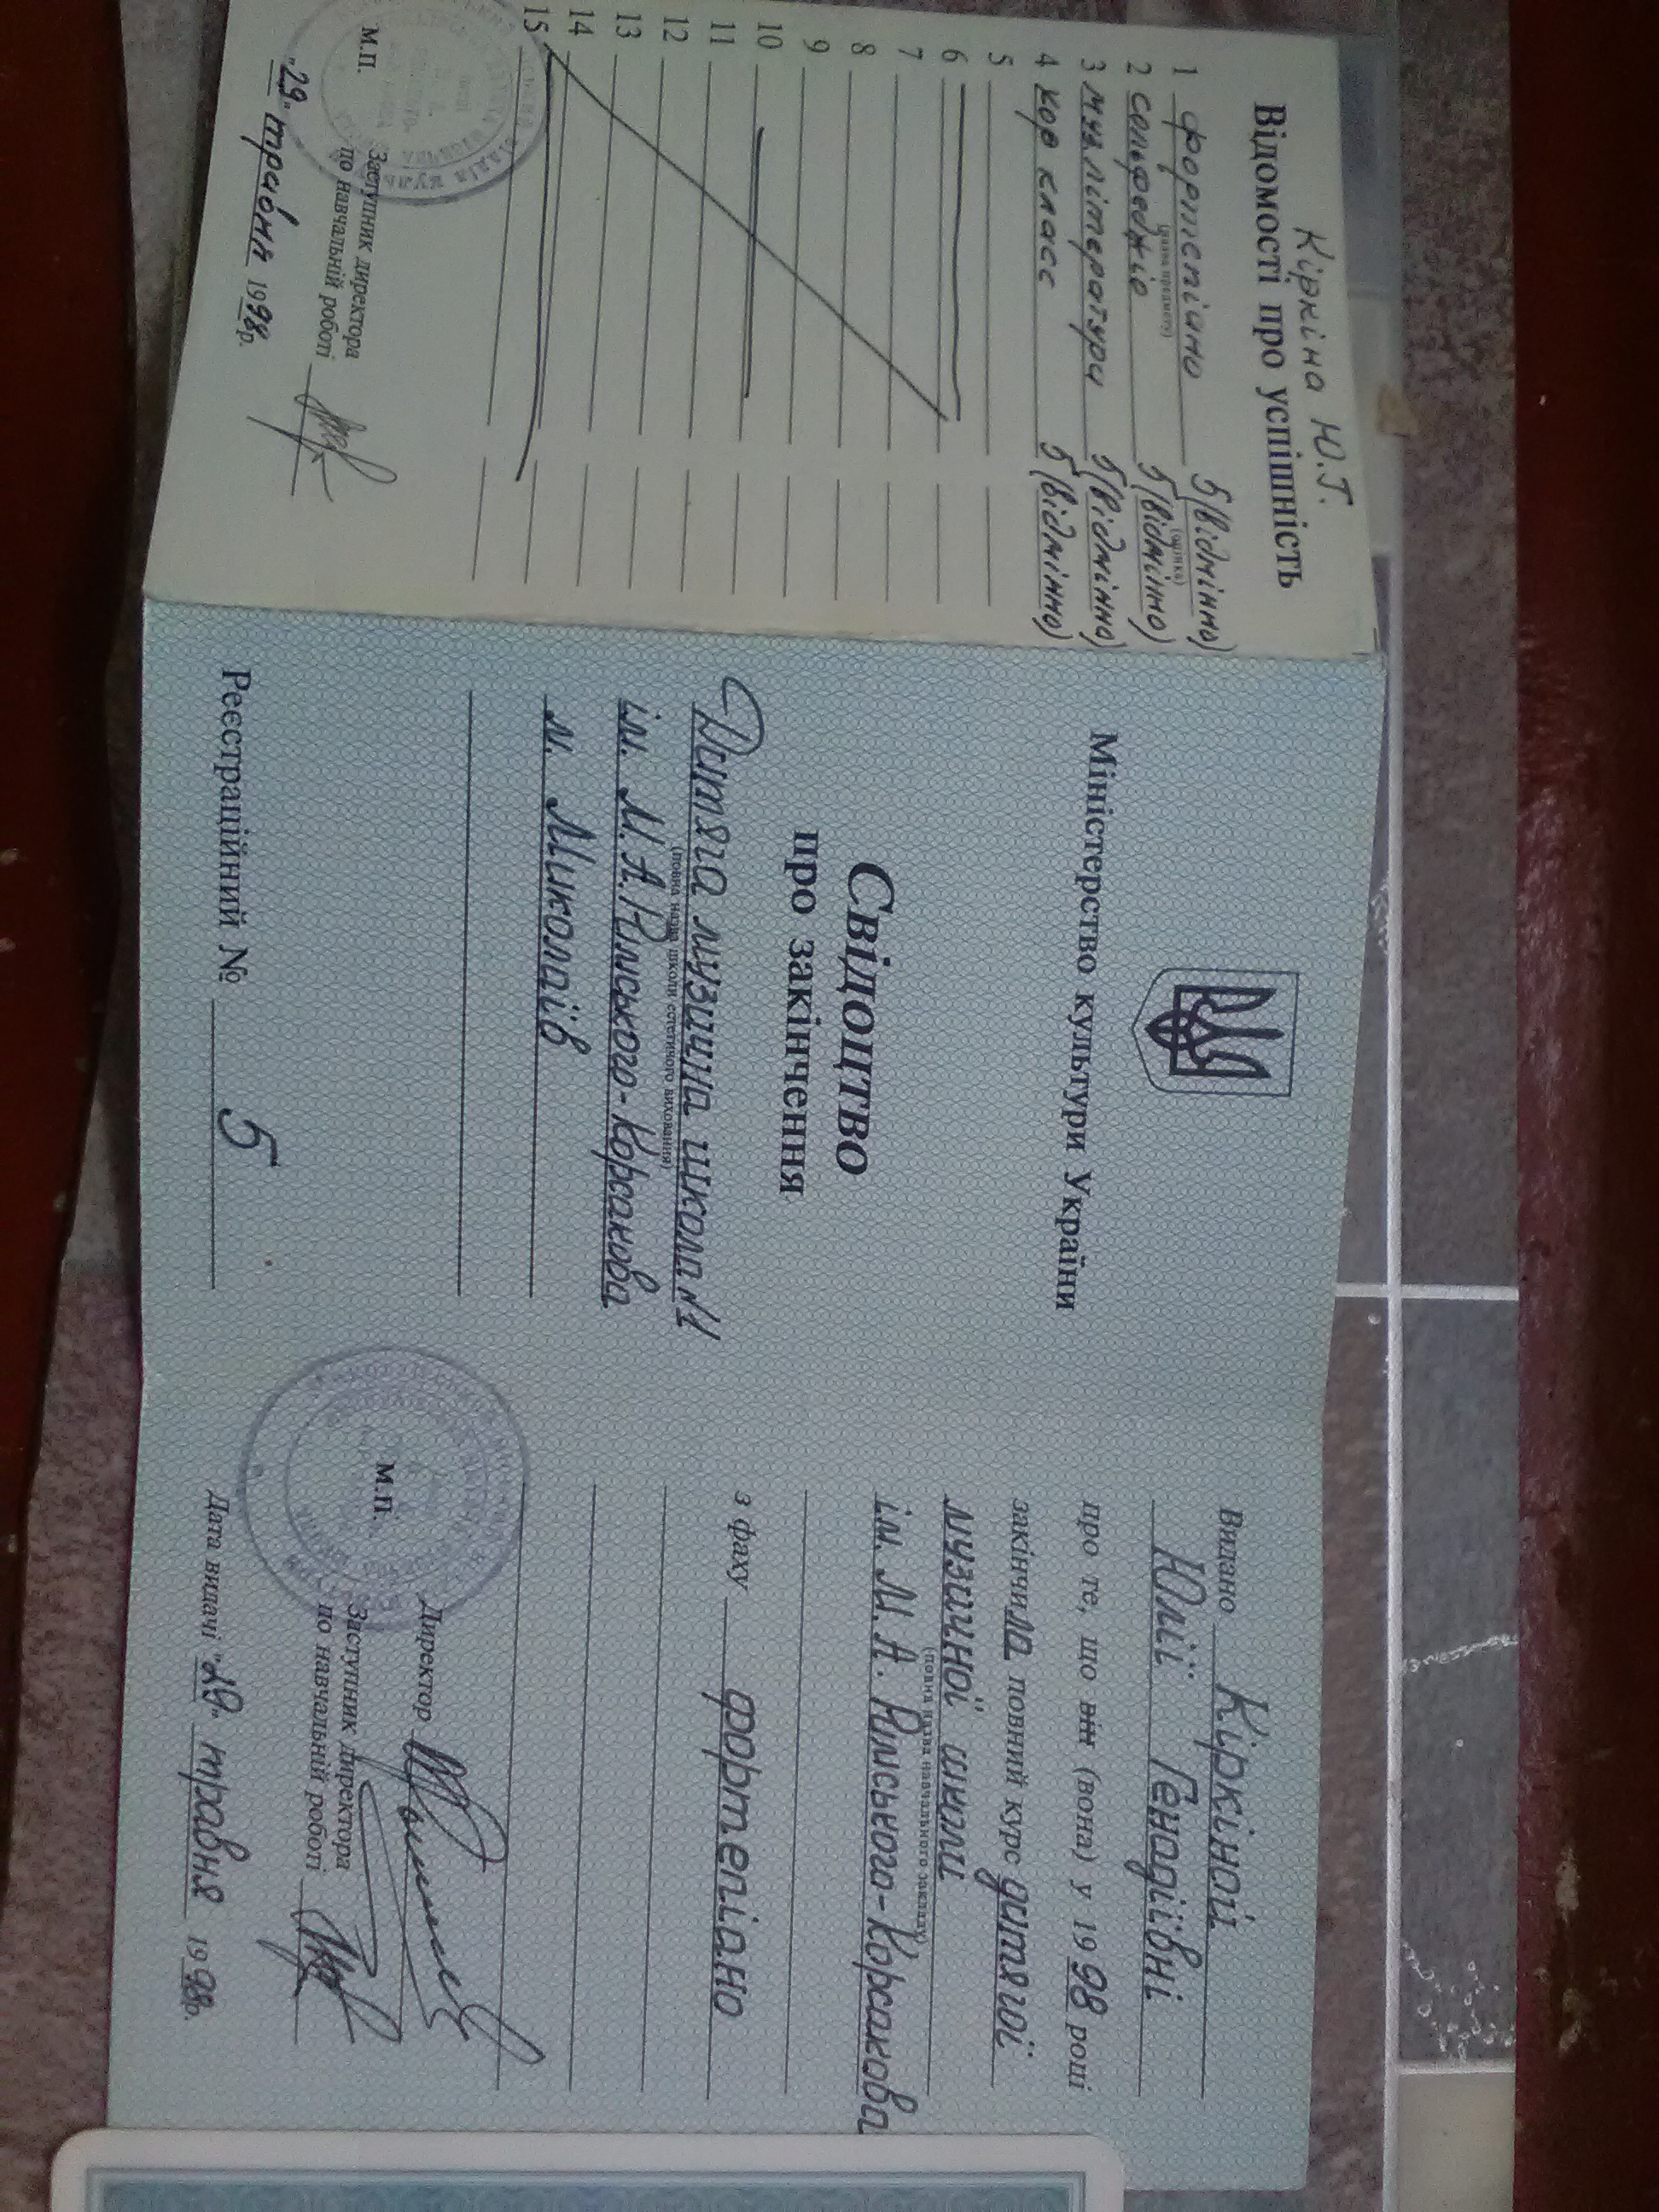 Кіркіна Ю.Г.
Відомості про успішність
1 фортепіано 5(відмінно)
(назва предмету) (оцінка)
2 сольфеджіо 5(відмінно)
3 муз література 5(відмінно)
4 хор класс 5(відмінно)
5
6
7
8
9
10
11
12
13
14
15
М.П.
Заступник директора
по навчальній роботі
"29" травня 1998р.
Міністерство культури України
Свідоцтво
про закінчення
Дитяча музична школа №1
(повна назва школи естетичного виховання)
ім. М.А.Римського-Корсакова
м. Миколаїв
Реєстраційний № 5
Видано Кіркіной
Юлії Генадіївні
про те, що він (вона) у 1998 році
закінчила повний курс дитячої
музичної школи
(повна назва навчального закладу)
ім. М.А. Римського-Корсакова
з фаху фортепіано
Директор
М.П.
Заступник директора
по навчальній роботі
Дата видачі "29" травня 1998р.